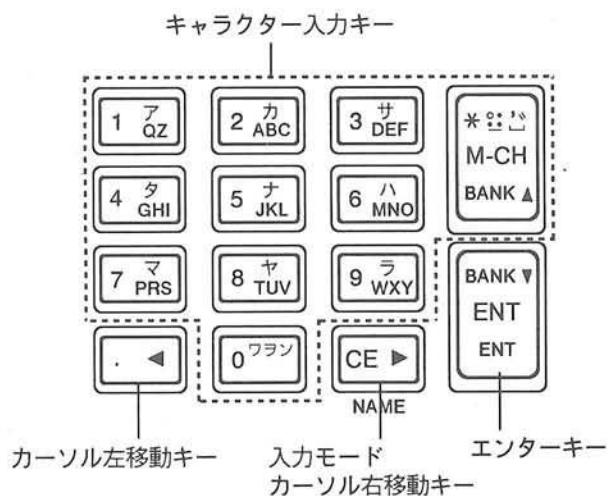 キャラクター入力キー
1 ア QZ
2 カ ABC
3 サ DEF
M-CH
BANK ▲
4 タ GHI
5 ナ JKL
6 ハ MNO
7 マ PRS
8 ヤ TUV
9 ラ WXY
BANK ▼
ENT
ENT
. ◀
0 ワヲン
CE ▶
NAME
カーソル左移動キー
入力モード
カーソル右移動キー
エンターキー